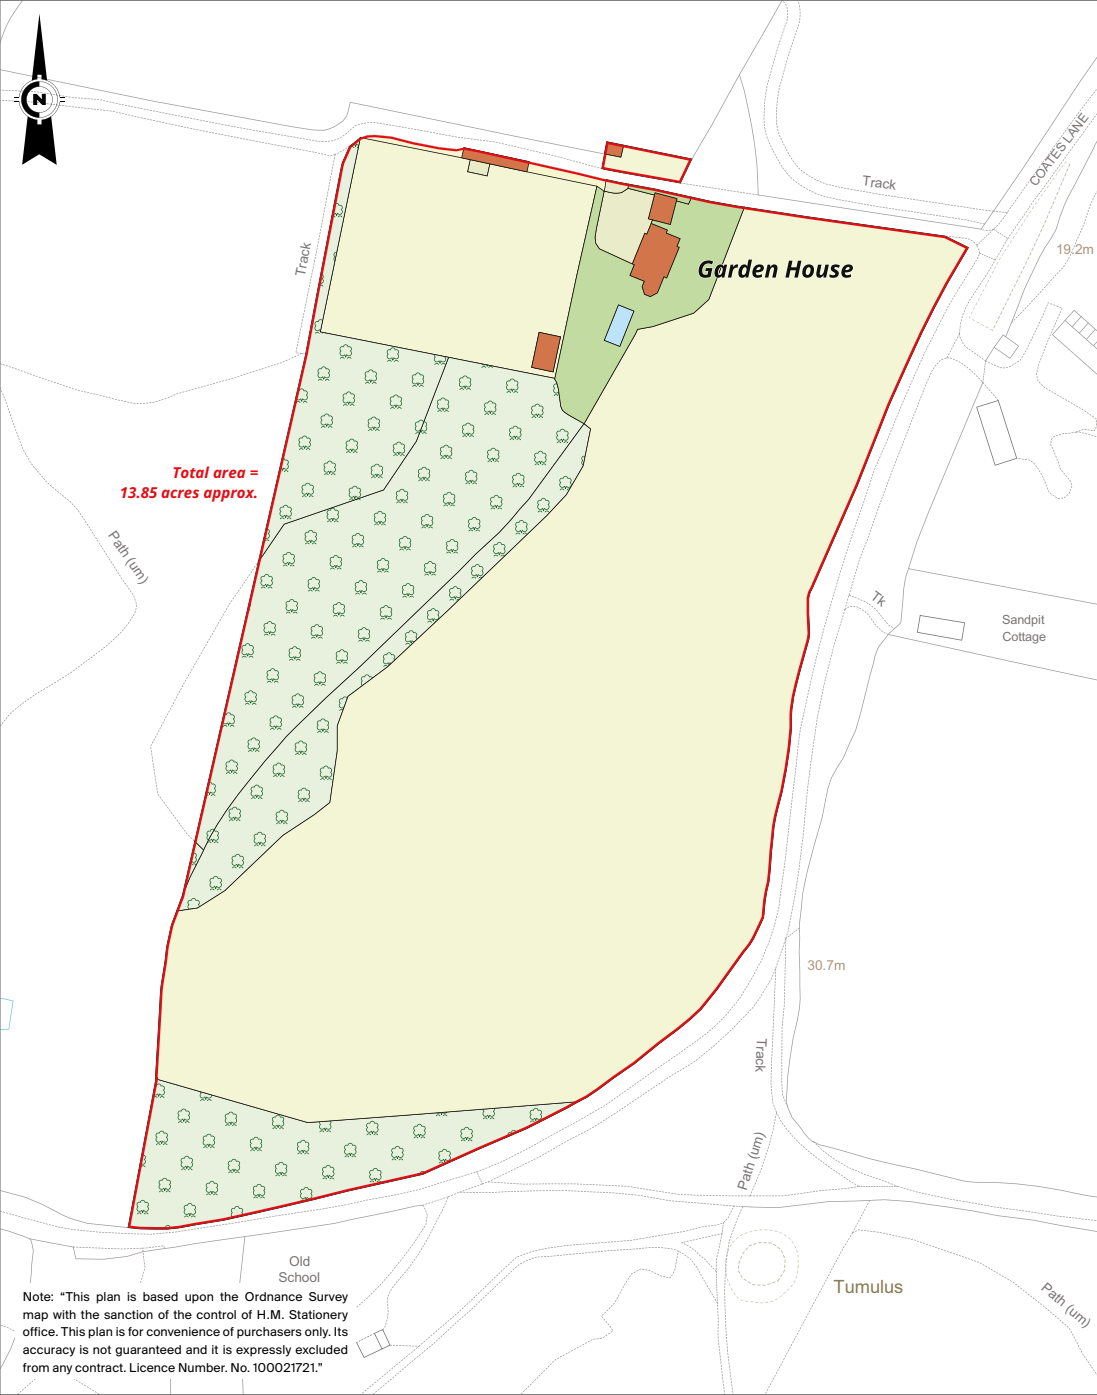 N
COATES LANE
Track
19.2m
Track
Garden House
Total area =
13.85 acres approx.
Path (um)
Tk
Sandpit
Cottage
30.7m
Track
Path (um)
Old
School
Tumulus
Path (um)
Note: “This plan is based upon the Ordnance Survey
map with the sanction of the control of H.M. Stationery
office. This plan is for convenience of purchasers only. Its
accuracy is not guaranteed and it is expressly excluded
from any contract. Licence Number. No. 100021721.”